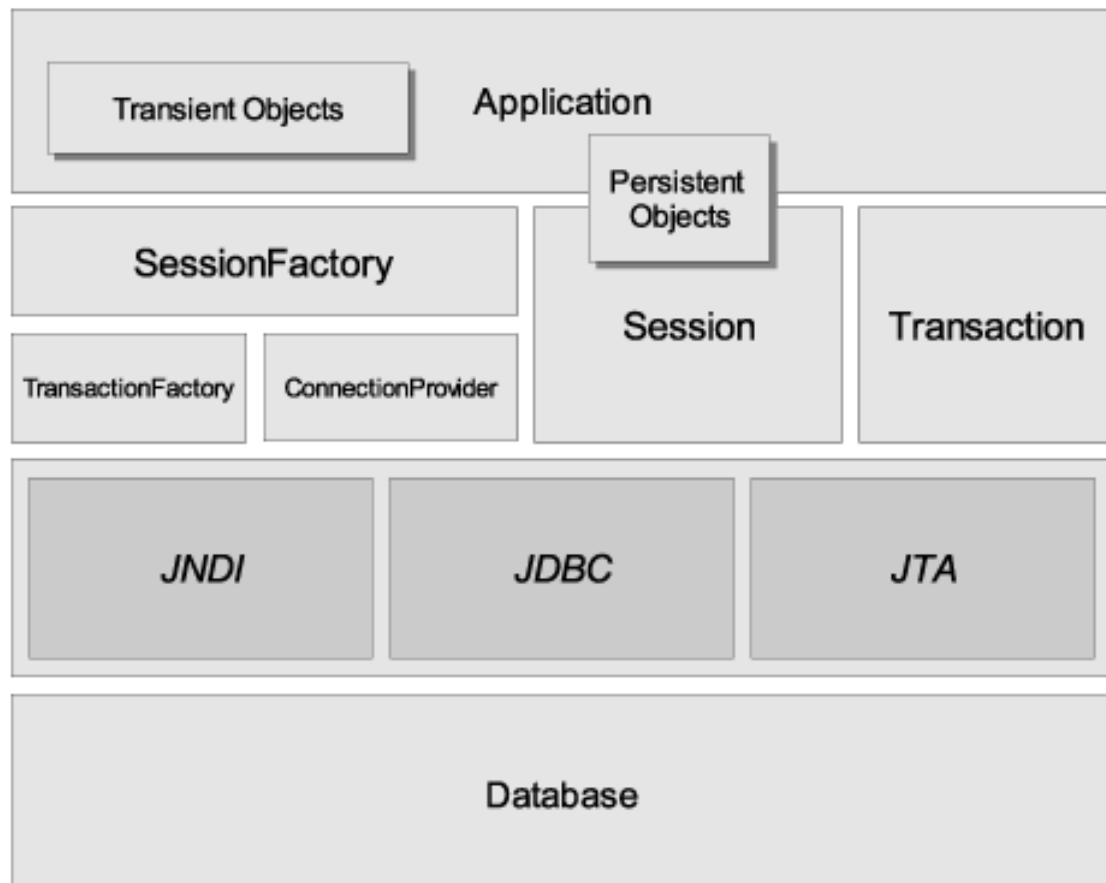 Transient Objects
Application
Persistent
Objects
SessionFactory
Session
Transaction
TransactionFactory
ConnectionProvider
JNDI
JDBC
JTA
Database